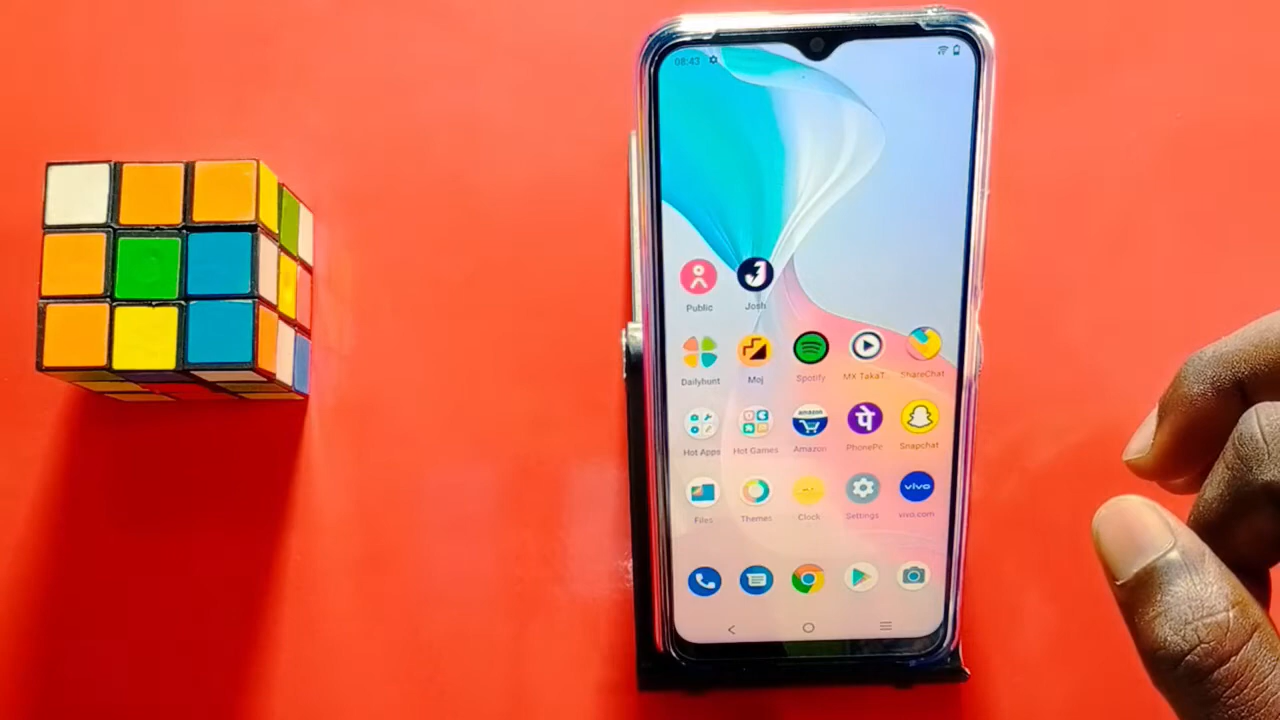 08:43
Public Josh
Dailyhunt Moj Spotify MX TakaT... ShareChat
amazon पे
Hot Apps Hot Games Amazon PhonePe Snapchat
vivo
Files Themes Clock Settings vivo.com